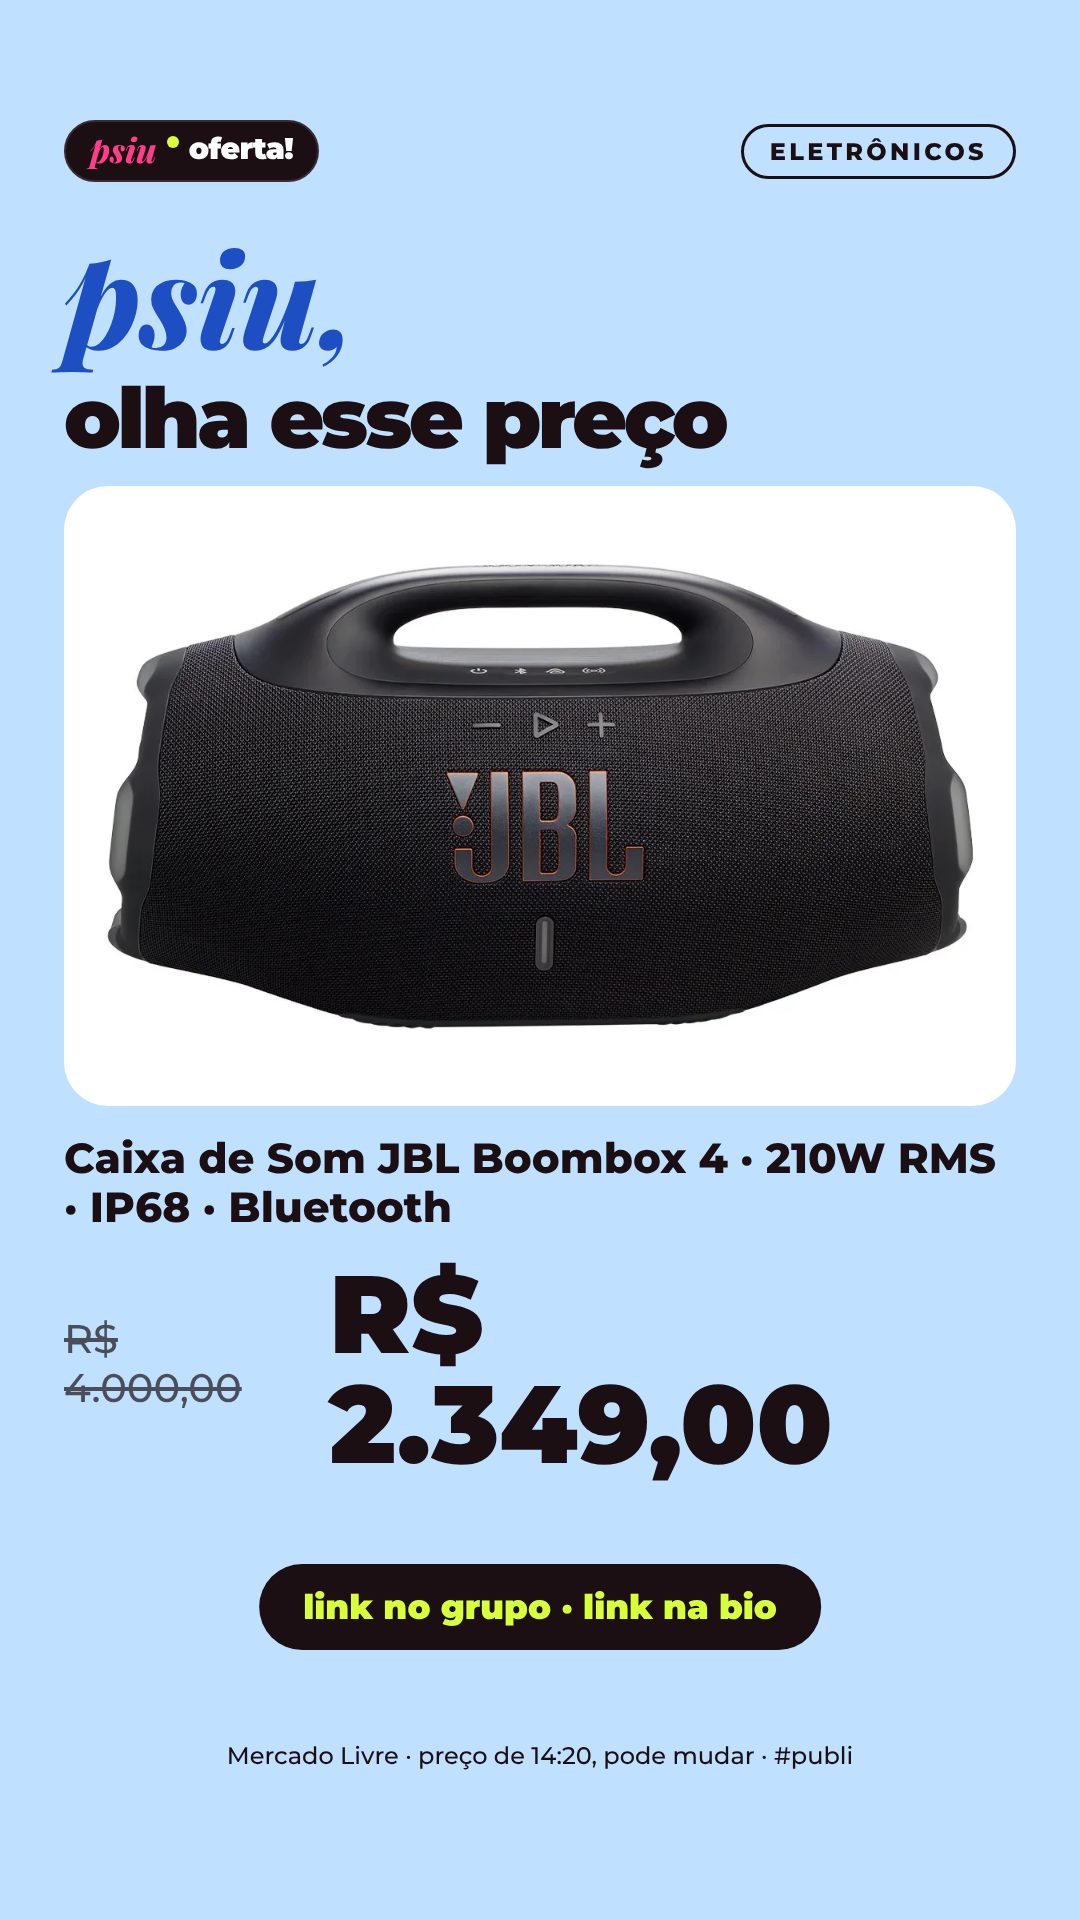 psiu oferta!
ELETRÔNICOS
psiu,
olha esse preço
JBL
Caixa de Som JBL Boombox 4 · 210W RMS
· IP68 · Bluetooth
R$
4.000,00
R$
2.349,00
link no grupo · link na bio
Mercado Livre · preço de 14:20, pode mudar · #publi